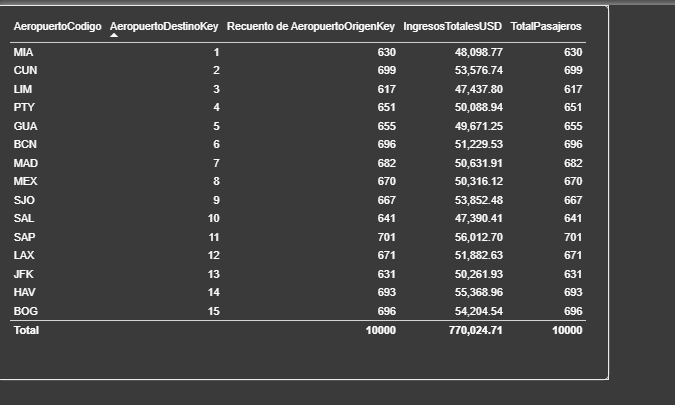 AeropuertoCodigo AeropuertoDestinoKey Recuento de AeropuertoOrigenKey IngresosTotalesUSD TotalPasajeros
MIA 1 630 48,098.77 630
CUN 2 699 53,576.74 699
LIM 3 617 47,437.80 617
PTY 4 651 50,088.94 651
GUA 5 655 49,671.25 655
BCN 6 696 51,229.53 696
MAD 7 682 50,631.91 682
MEX 8 670 50,316.12 670
SJO 9 667 53,852.48 667
SAL 10 641 47,390.41 641
SAP 11 701 56,012.70 701
LAX 12 671 51,882.63 671
JFK 13 631 50,261.93 631
HAV 14 693 55,368.96 693
BOG 15 696 54,204.54 696
Total 10000 770,024.71 10000